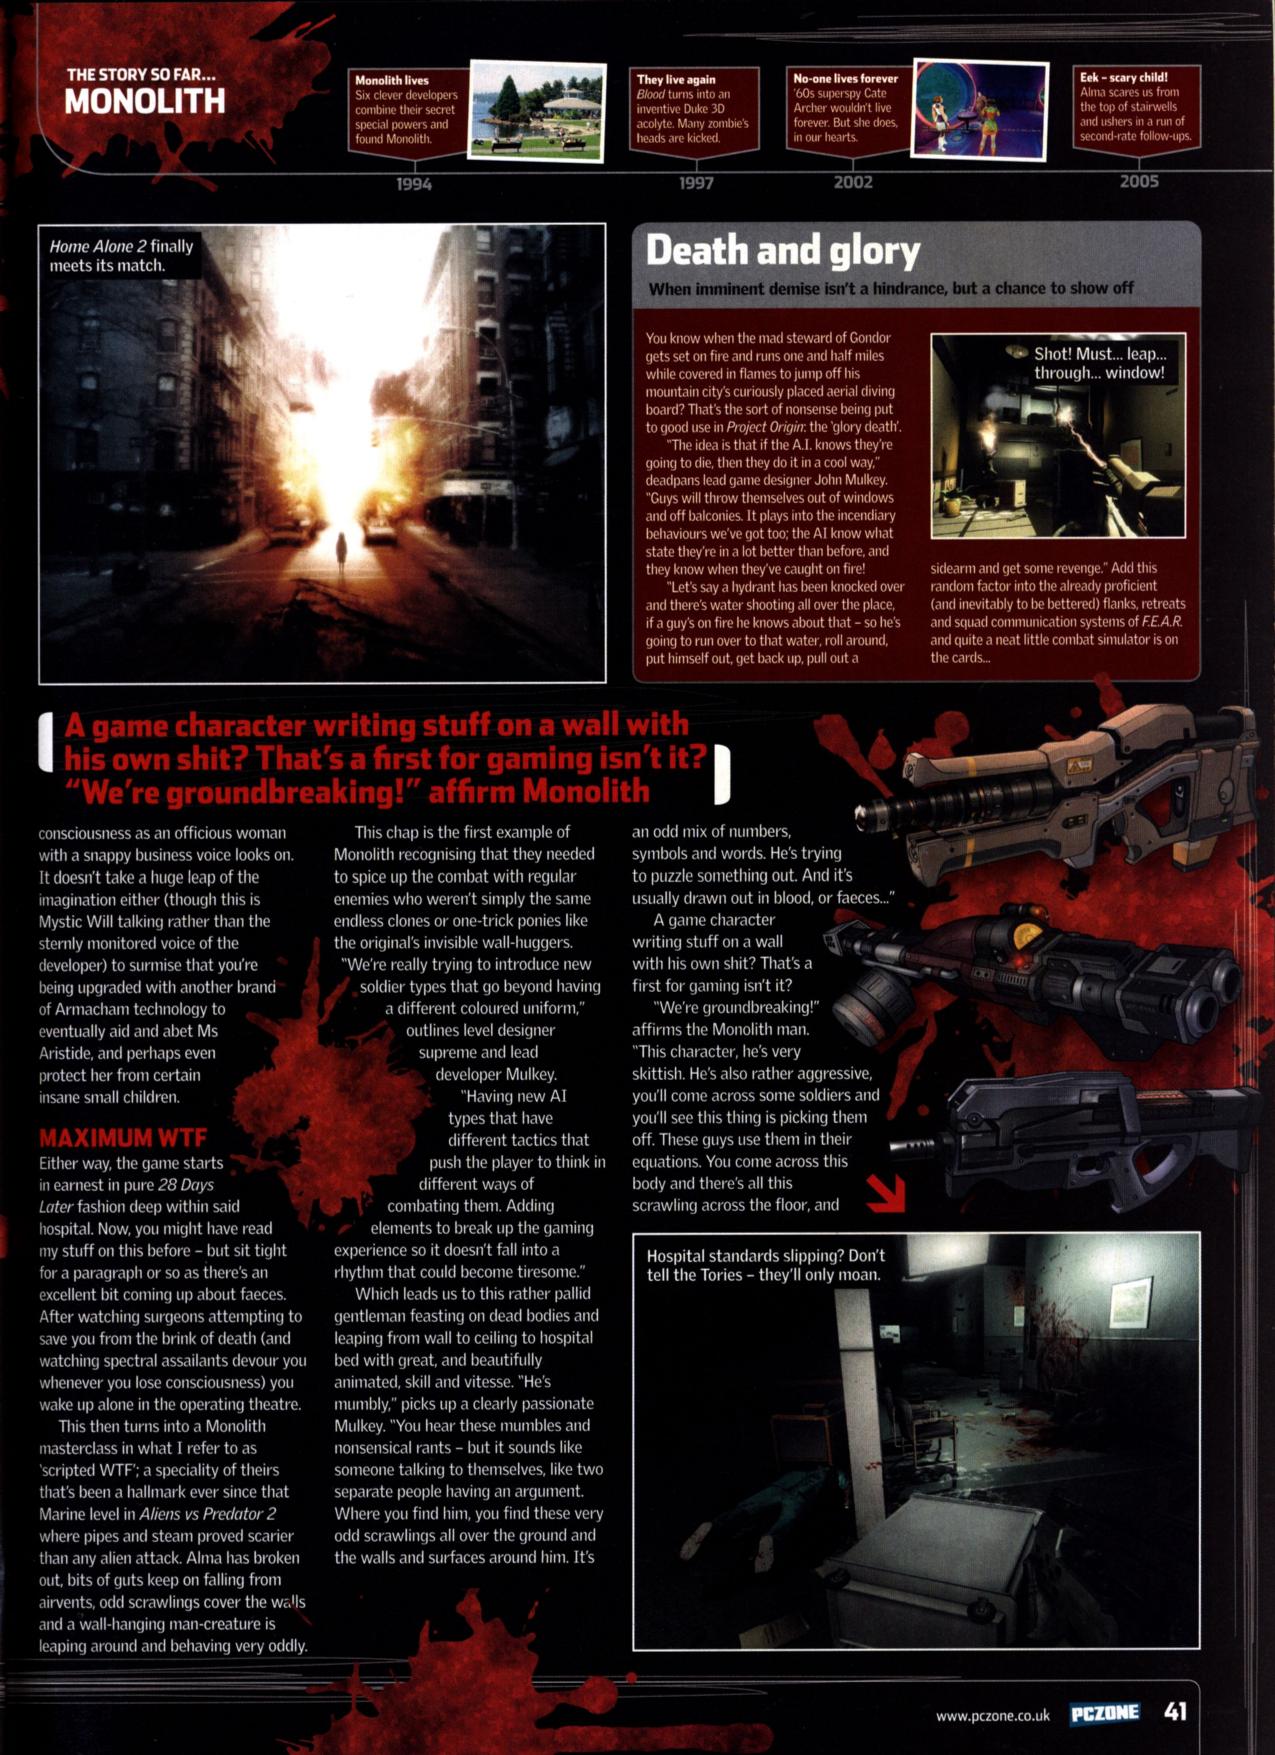 THE STORY SO FAR...
MONOLITH
Monolith lives
Six clever developers
combine their secret
special powers and
found Monolith.
1994
They live again
Blood turns into an
inventive Duke 3D
acolyte. Many zombie's
heads are kicked.
1997
No-one lives forever
'60s superspy Cate
Archer wouldn't live
forever. But she does,
in our hearts.
2002
Eek – scary child!
Alma scares us from
the top of stairwells
and ushers in a run of
second-rate follow-ups.
2005
Home Alone 2 finally
meets its match.
Death and glory
When imminent demise isn't a hindrance, but a chance to show off
You know when the mad steward of Gondor
gets set on fire and runs one and half miles
while covered in flames to jump off his
mountain city's curiously placed aerial diving
board? That's the sort of nonsense being put
to good use in Project Origin: the 'glory death'.
"The idea is that if the A.I. knows they're
going to die, then they do it in a cool way,"
deadpans lead game designer John Mulkey.
"Guys will throw themselves out of windows
and off balconies. It plays into the incendiary
behaviours we've got too; the AI know what
state they're in a lot better than before, and
they know when they've caught on fire!
"Let's say a hydrant has been knocked over
and there's water shooting all over the place,
if a guy's on fire he knows about that – so he's
going to run over to that water, roll around,
put himself out, get back up, pull out a
Shot! Must... leap...
through... window!
sidearm and get some revenge." Add this
random factor into the already proficient
(and inevitably to be bettered) flanks, retreats
and squad communication systems of F.E.A.R.
and quite a neat little combat simulator is on
the cards...
A game character writing stuff on a wall with
his own shit? That's a first for gaming isn't it?
"We're groundbreaking!" affirm Monolith
consciousness as an officious woman
with a snappy business voice looks on.
It doesn't take a huge leap of the
imagination either (though this is
Mystic Will talking rather than the
sternly monitored voice of the
developer) to surmise that you're
being upgraded with another brand
of Armacham technology to
eventually aid and abet Ms
Aristide, and perhaps even
protect her from certain
insane small children.
MAXIMUM WTF
Either way, the game starts
in earnest in pure 28 Days
Later fashion deep within said
hospital. Now, you might have read
my stuff on this before – but sit tight
for a paragraph or so as there's an
excellent bit coming up about faeces.
After watching surgeons attempting to
save you from the brink of death (and
watching spectral assailants devour you
whenever you lose consciousness) you
wake up alone in the operating theatre.
This then turns into a Monolith
masterclass in what I refer to as
'scripted WTF'; a speciality of theirs
that's been a hallmark ever since that
Marine level in Aliens vs Predator 2
where pipes and steam proved scarier
than any alien attack. Alma has broken
out, bits of guts keep on falling from
airvents, odd scrawlings cover the walls
and a wall-hanging man-creature is
leaping around and behaving very oddly.
This chap is the first example of
Monolith recognising that they needed
to spice up the combat with regular
enemies who weren't simply the same
endless clones or one-trick ponies like
the original's invisible wall-huggers.
"We're really trying to introduce new
soldier types that go beyond having
a different coloured uniform,"
outlines level designer
supreme and lead
developer Mulkey.
"Having new AI
types that have
different tactics that
push the player to think in
different ways of
combating them. Adding
elements to break up the gaming
experience so it doesn't fall into a
rhythm that could become tiresome."
Which leads us to this rather pallid
gentleman feasting on dead bodies and
leaping from wall to ceiling to hospital
bed with great, and beautifully
animated, skill and vitesse. "He's
mumbly," picks up a clearly passionate
Mulkey. "You hear these mumbles and
nonsensical rants – but it sounds like
someone talking to themselves, like two
separate people having an argument.
Where you find him, you find these very
odd scrawlings all over the ground and
the walls and surfaces around him. It's
an odd mix of numbers,
symbols and words. He's trying
to puzzle something out. And it's
usually drawn out in blood, or faeces..."
A game character
writing stuff on a wall
with his own shit? That's a
first for gaming isn't it?
"We're groundbreaking!"
affirms the Monolith man.
"This character, he's very
skittish. He's also rather aggressive,
you'll come across some soldiers and
you'll see this thing is picking them
off. These guys use them in their
equations. You come across this
body and there's all this
scrawling across the floor, and
Hospital standards slipping? Don't
tell the Tories – they'll only moan.
www.pczone.co.uk PCZONE 41